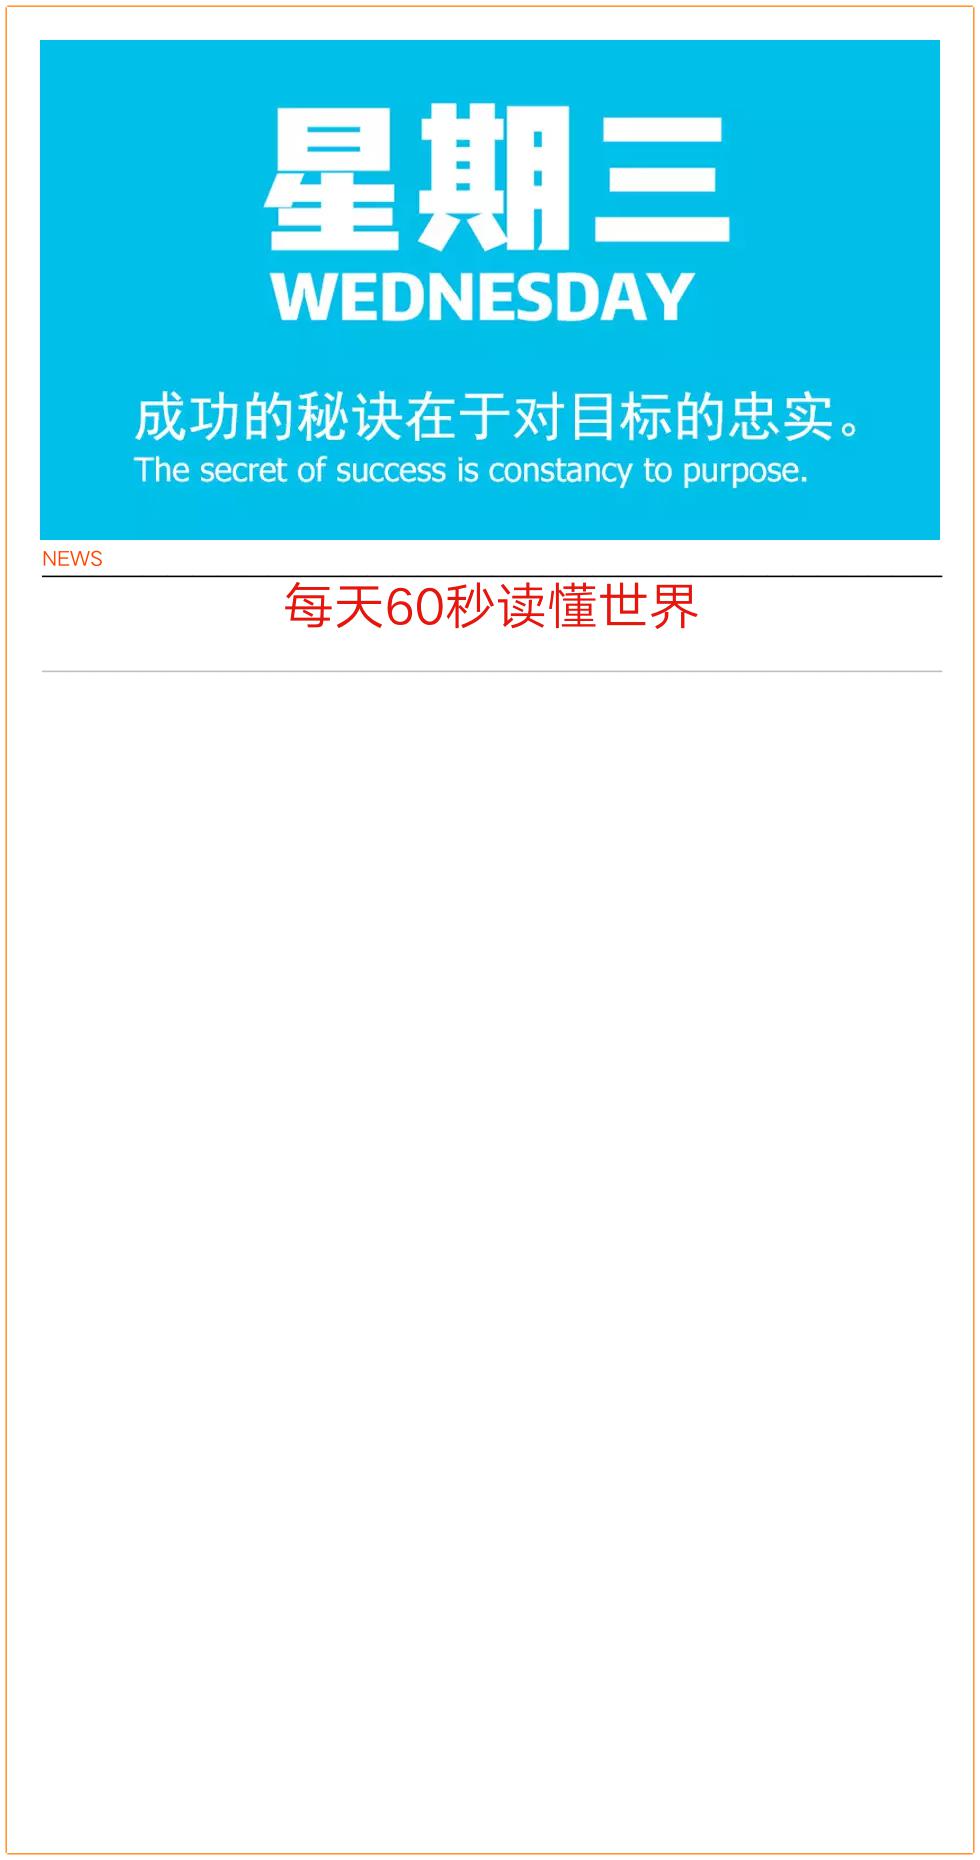 星期三
WEDNESDAY
成功的秘诀在于对目标的忠实。
The secret of success is constancy to purpose.
NEWS
每天60秒读懂世界